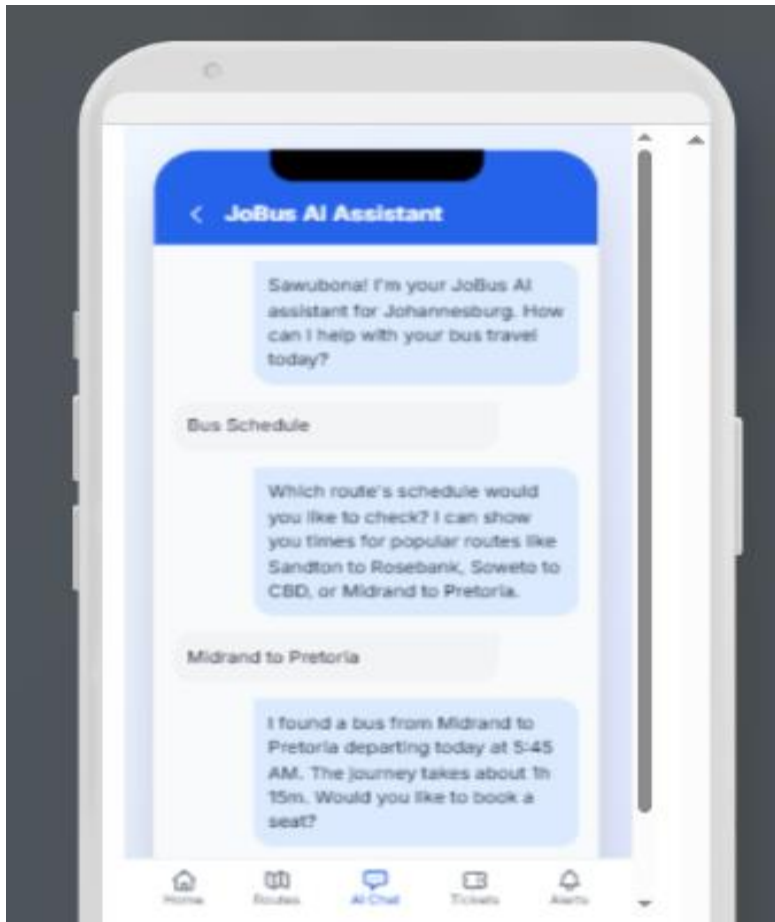 JoBus AI Assistant
Sawubona! I'm your JoBus AI
assistant for Johannesburg. How
can I help with your bus travel
today?
Bus Schedule
Which route's schedule would
you like to check? I can show
you times for popular routes like
Sandton to Rosebank, Soweto to
CBD, or Midrand to Pretoria.
Midrand to Pretoria
I found a bus from Midrand to
Pretoria departing today at 5:45
AM. The journey takes about 1h
15m. Would you like to book a
seat?
Home Routes AI Chat Tickets Alerts